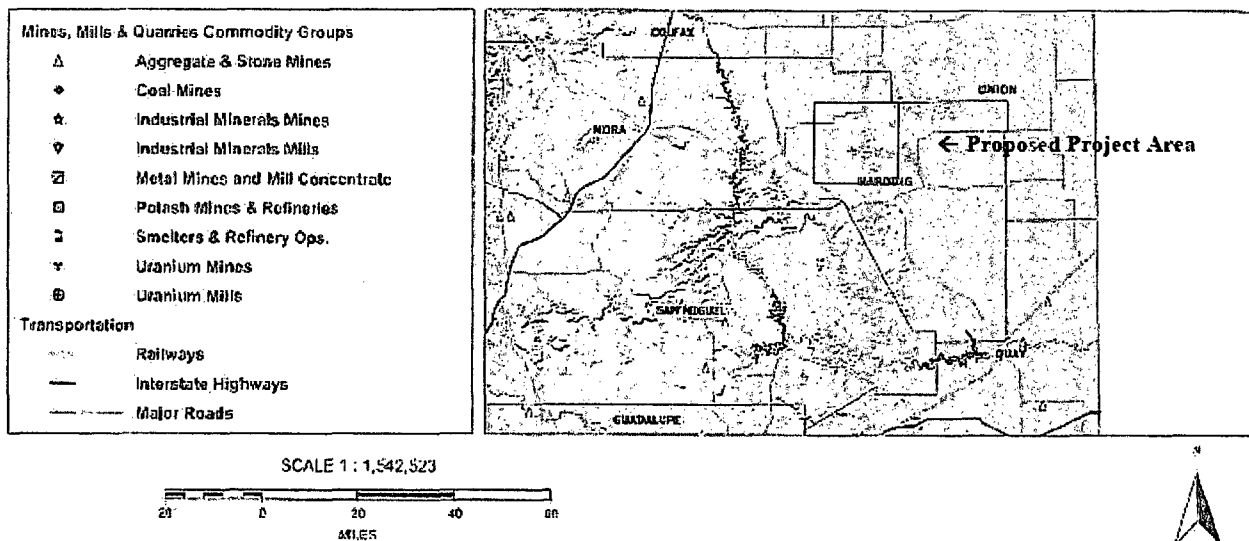 Mines, Mills & Quarries Commodity Groups
Aggregate & Stone Mines
Coal Mines
Industrial Minerals Mines
Industrial Minerals Mills
Metal Mines and Mill Concentrate
Potash Mines & Refineries
Smelters & Refinery Ops.
Uranium Mines
Uranium Mills
Transportation
Railways
Interstate Highways
Major Roads
COLFAX
UNION
MORA
← Proposed Project Area
HARDING
SAN MIGUEL
QUAY
GUADALUPE
SCALE 1 : 1,542,523
20 0 20 40 60
MILES
N